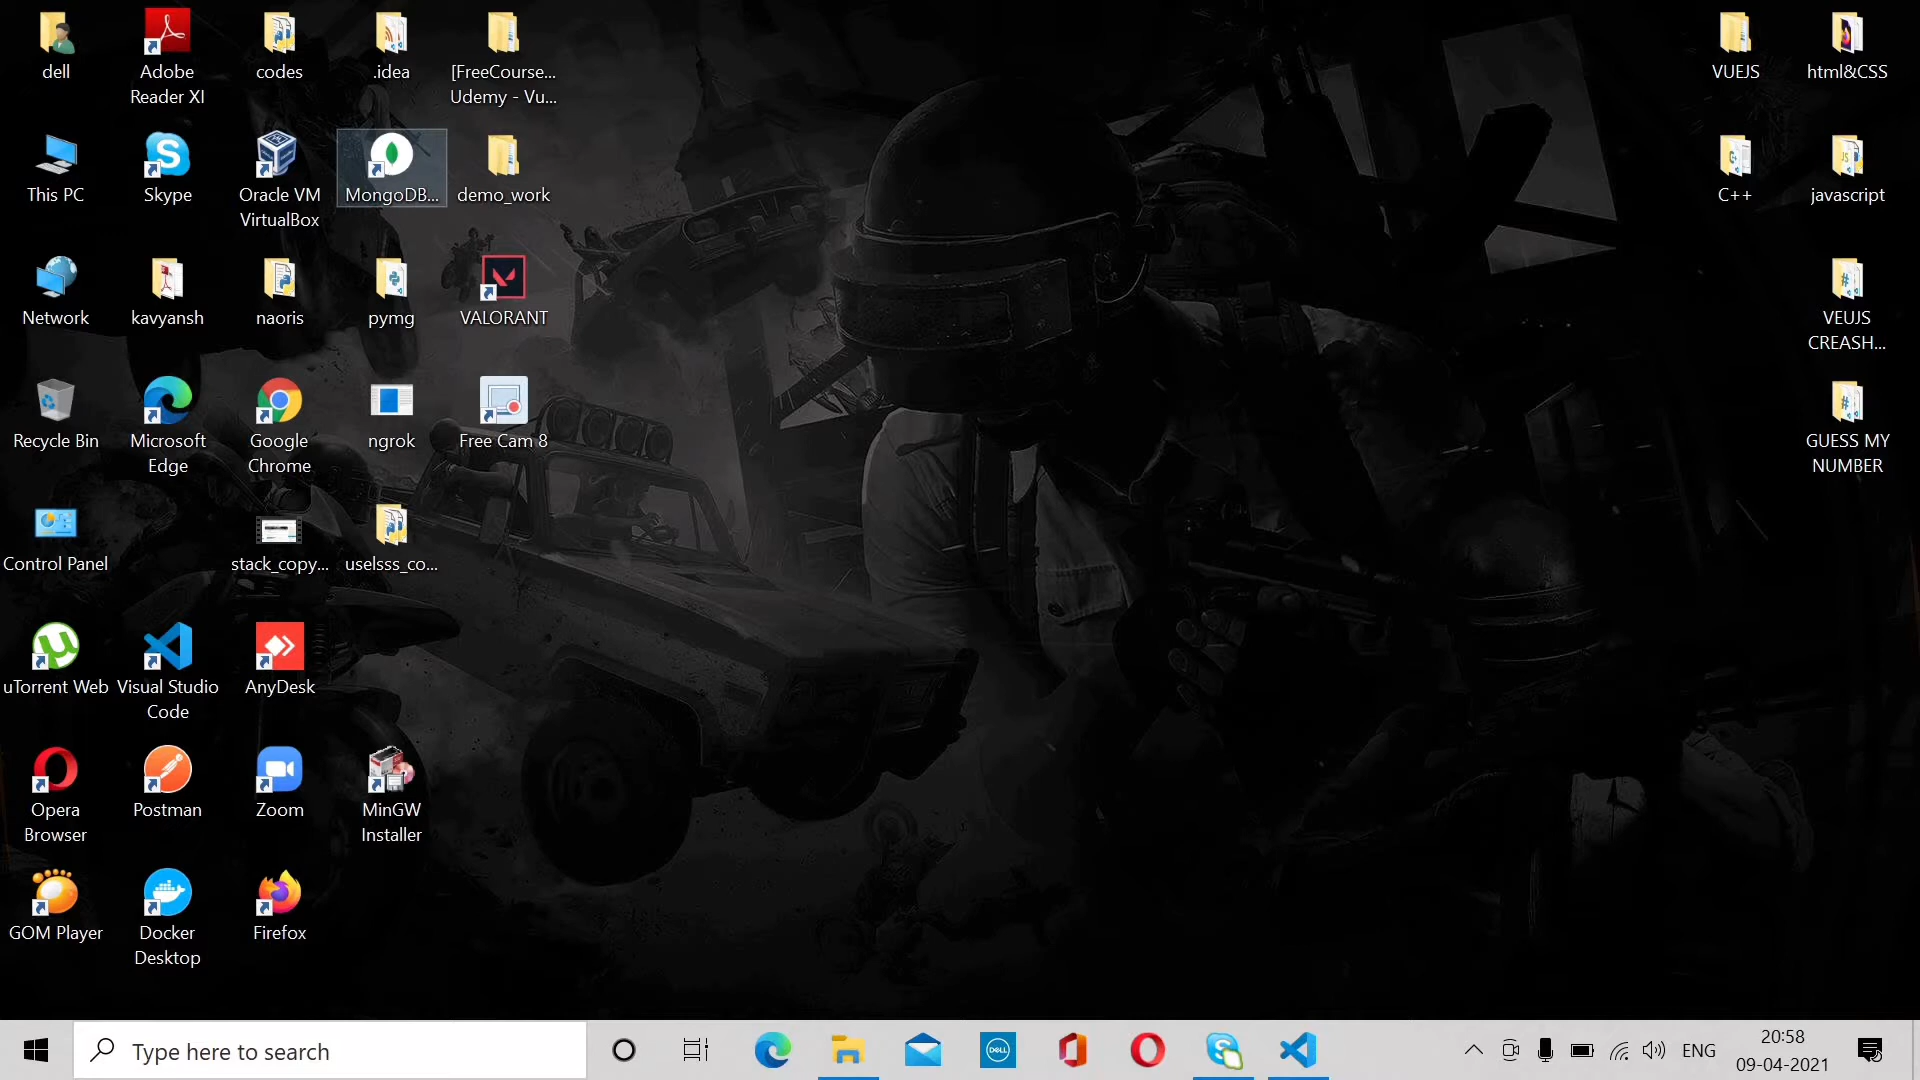 dell
Adobe
Reader XI
codes
.idea
[FreeCourse...
Udemy - Vu...
VUEJS
html&CSS
This PC
Skype
Oracle VM
VirtualBox
MongoDB...
demo_work
C++
javascript
Network
kavyansh
naoris
pymg
VALORANT
VEUJS
CREASH...
Recycle Bin
Microsoft
Edge
Google
Chrome
ngrok
Free Cam 8
GUESS MY
NUMBER
Control Panel
stack_copy...
uselsss_co...
uTorrent Web
Visual Studio
Code
AnyDesk
Opera
Browser
Postman
Zoom
MinGW
Installer
GOM Player
Docker
Desktop
Firefox
Type here to search
DELL
ENG
20:58
09-04-2021